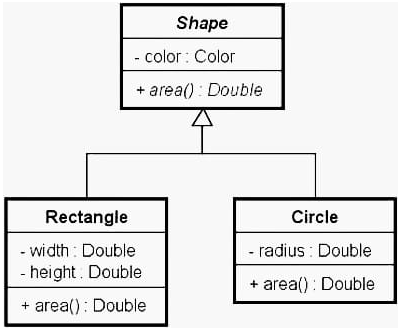 Shape
- color : Color
+ area() : Double
Rectangle
- width : Double
- height : Double
+ area() : Double
Circle
- radius : Double
+ area() : Double